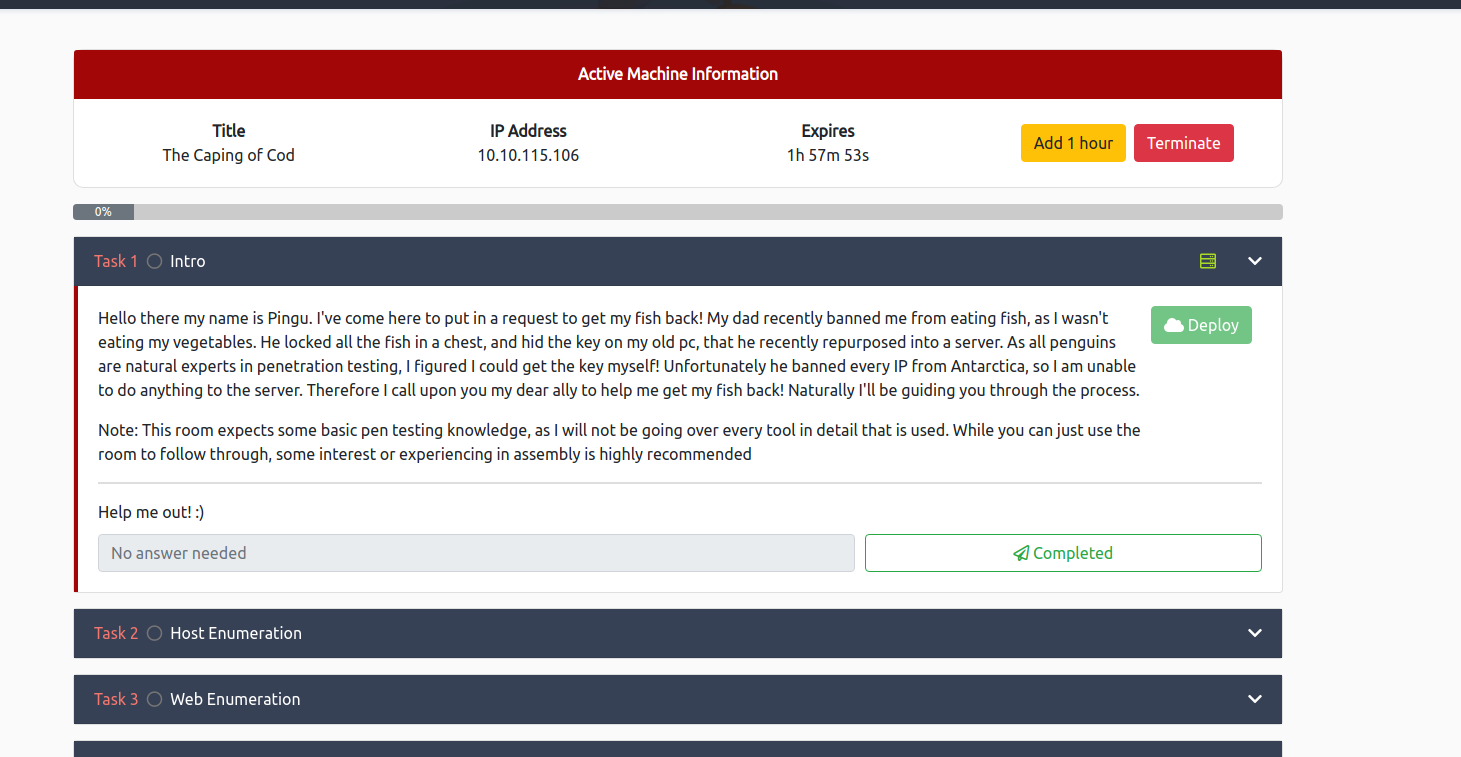 Active Machine Information
Title
IP Address
Expires
The Caping of Cod
10.10.115.106
1h 57m 53s
Add 1 hour
Terminate
0%
Task 1
Intro
Hello there my name is Pingu. I've come here to put in a request to get my fish back! My dad recently banned me from eating fish, as I wasn't
eating my vegetables. He locked all the fish in a chest, and hid the key on my old pc, that he recently repurposed into a server. As all penguins
are natural experts in penetration testing, I figured I could get the key myself! Unfortunately he banned every IP from Antarctica, so I am unable
to do anything to the server. Therefore I call upon you my dear ally to help me get my fish back! Naturally I'll be guiding you through the process.
Deploy
Note: This room expects some basic pen testing knowledge, as I will not be going over every tool in detail that is used. While you can just use the
room to follow through, some interest or experiencing in assembly is highly recommended
Help me out! :)
No answer needed
Completed
Task 2
Host Enumeration
Task 3
Web Enumeration